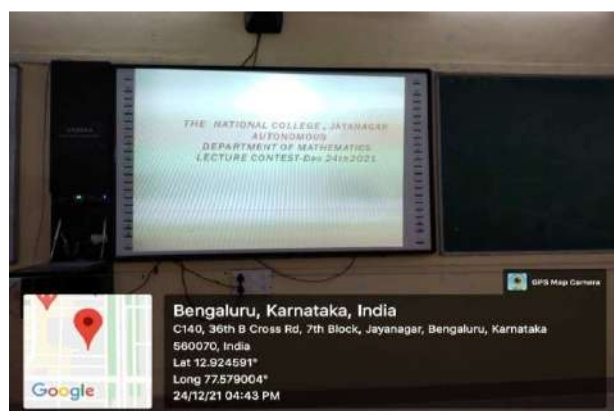 THE NATIONAL COLLEGE, JAYANAGAR
AUTONOMOUS
DEPARTMENT OF MATHEMATICS
LECTURE CONTEST-Dec 24th2021
GPS Map Camera
Google
Bengaluru, Karnataka, India
C140, 36th B Cross Rd, 7th Block, Jayanagar, Bengaluru, Karnataka
560070, India
Lat 12.924591°
Long 77.579004°
24/12/21 04:43 PM